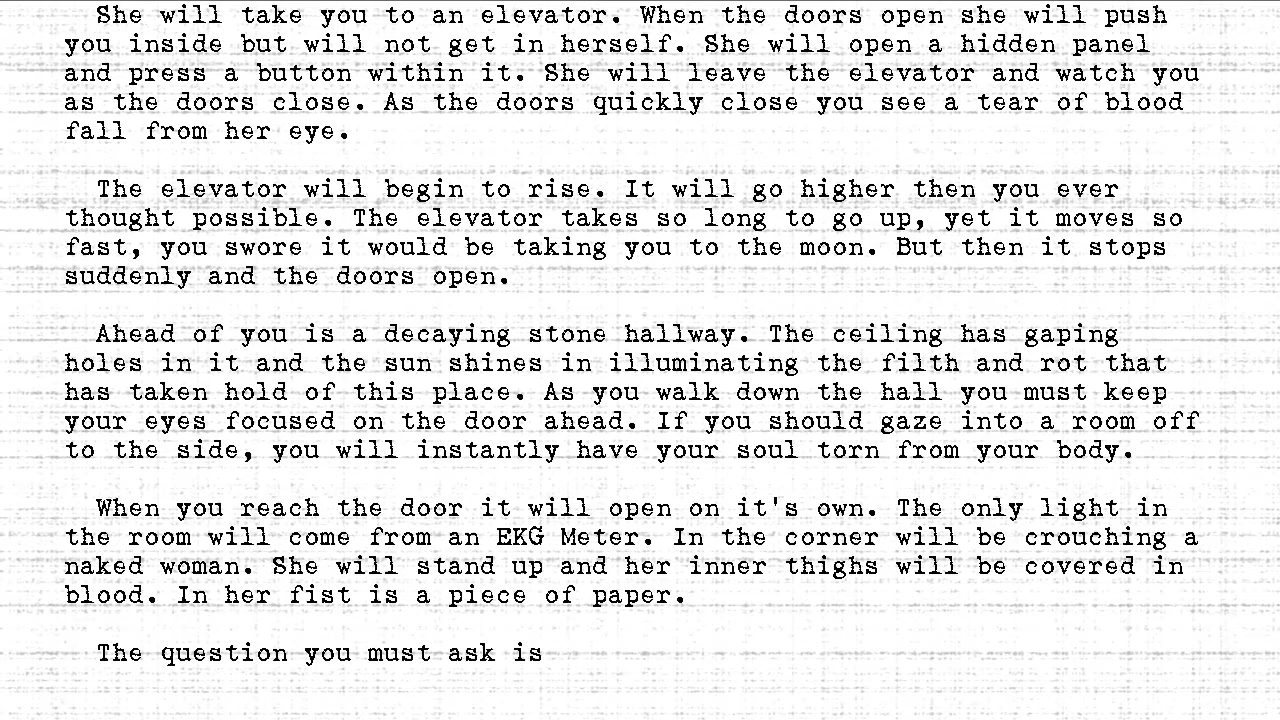 She will take you to an elevator. When the doors open she will push
you inside but will not get in herself. She will open a hidden panel
and press a button within it. She will leave the elevator and watch you
as the doors close. As the doors quickly close you see a tear of blood
fall from her eye.
The elevator will begin to rise. It will go higher then you ever
thought possible. The elevator takes so long to go up, yet it moves so
fast, you swore it would be taking you to the moon. But then it stops
suddenly and the doors open.
Ahead of you is a decaying stone hallway. The ceiling has gaping
holes in it and the sun shines in illuminating the filth and rot that
has taken hold of this place. As you walk down the hall you must keep
your eyes focused on the door ahead. If you should gaze into a room off
to the side, you will instantly have your soul torn from your body.
When you reach the door it will open on it's own. The only light in
the room will come from an EKG Meter. In the corner will be crouching a
naked woman. She will stand up and her inner thighs will be covered in
blood. In her fist is a piece of paper.
The question you must ask is